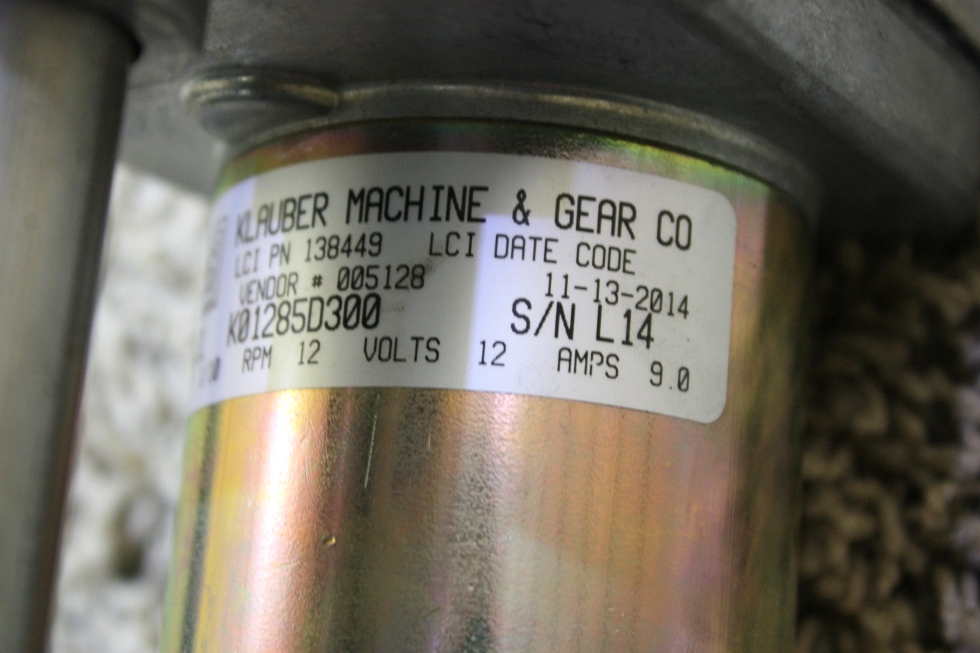 KLAUBER MACHINE & GEAR CO
LCI PN 138449 LCI DATE CODE
VENDOR # 005128 11-13-2014
K01285D300 S/N L14
RPM 12 VOLTS 12 AMPS 9.0